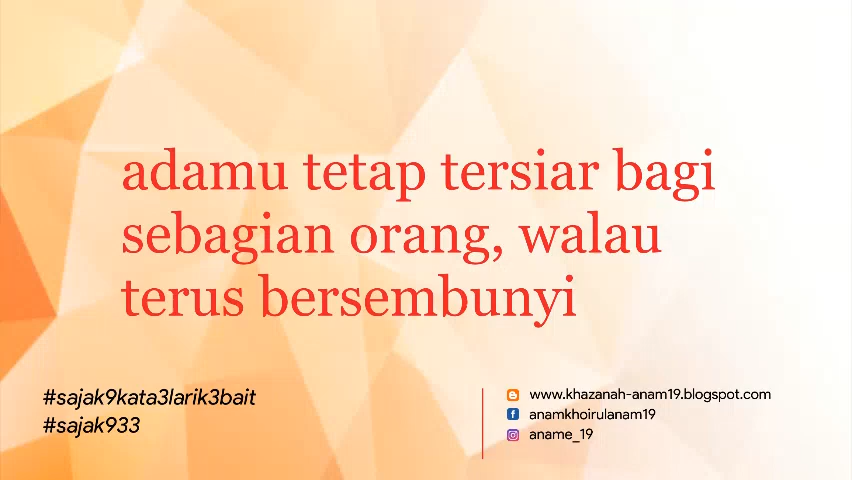 adamu tetap tersiar bagi
sebagian orang, walau
terus bersembunyi
#sajak9kata3larik3bait
#sajak933
www.khazanah-anam19.blogspot.com
anamkhoirulanam19
aname_19